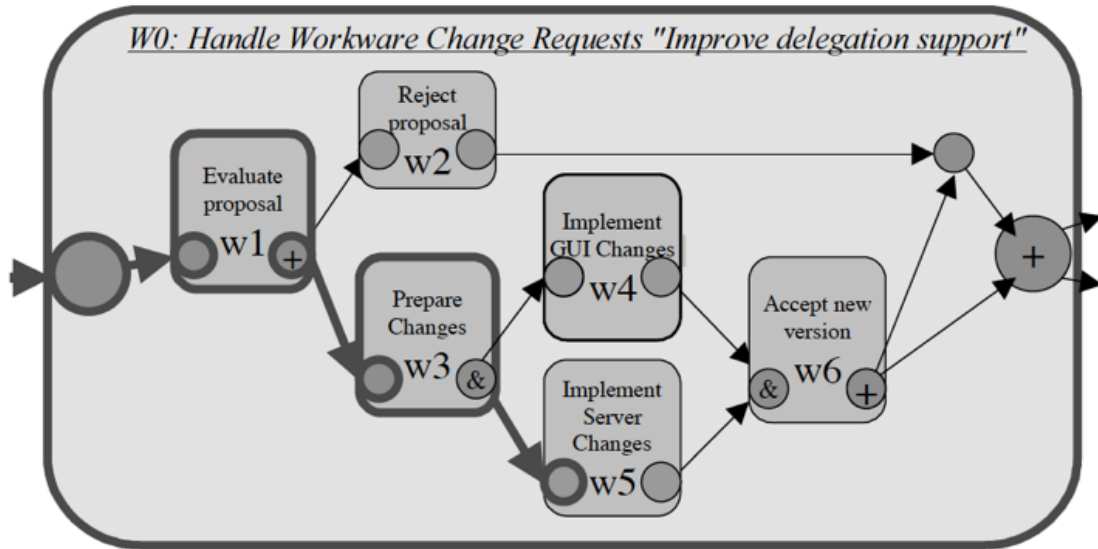 W0: Handle Workware Change Requests "Improve delegation support"
Reject
proposal
w2
Evaluate
proposal
w1
+
Implement
GUI Changes
w4
+
Prepare
Changes
w3
&
Accept new
version
w6
&
+
Implement
Server
Changes
w5